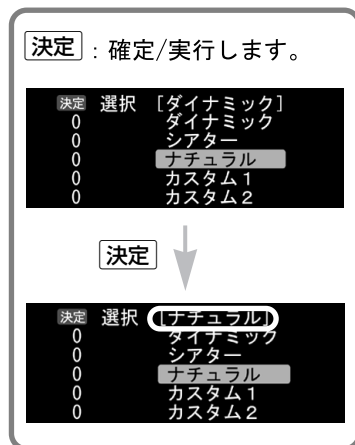 決定 : 確定/実行します。
決定 選択 [ダイナミック]
0 ダイナミック
0 シアター
0 ナチュラル
0 カスタム1
0 カスタム2
決定
決定 選択 [ナチュラル]
0 ダイナミック
0 シアター
0 ナチュラル
0 カスタム1
0 カスタム2